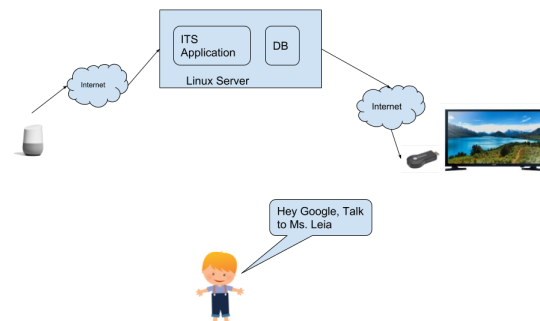 ITS
Application
DB
Linux Server
Internet
Internet
Hey Google, Talk
to Ms. Leia